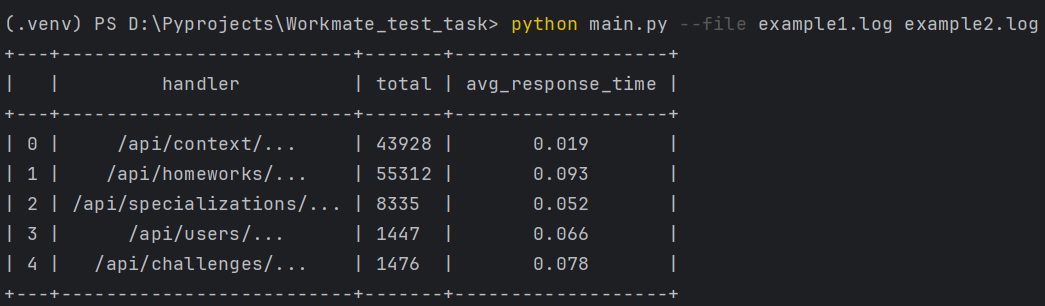 (.venv) PS D:\Pyprojects\Workmate_test_task> python main.py --file example1.log example2.log
+---+--------------------------+-------+-------------------+
|   |         handler          | total | avg_response_time |
+---+--------------------------+-------+-------------------+
| 0 |     /api/context/...     | 43928 |       0.019       |
| 1 |    /api/homeworks/...    | 55312 |       0.093       |
| 2 | /api/specializations/... | 8335  |       0.052       |
| 3 |      /api/users/...      | 1447  |       0.066       |
| 4 |   /api/challenges/...    | 1476  |       0.078       |
+---+--------------------------+-------+-------------------+